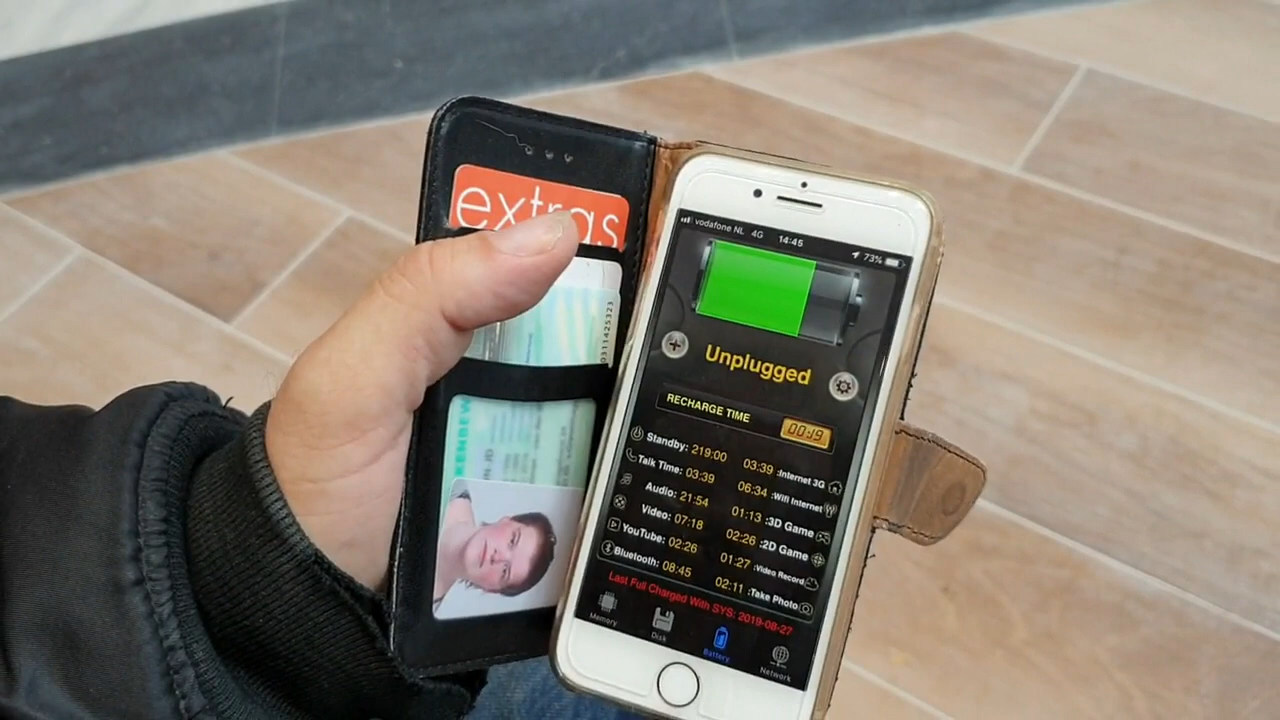 extras
0311425323
vodafone NL 4G 14:45 73%
Unplugged
RECHARGE TIME 00:19
Standby: 219:00 03:39 :Internet 3G
Talk Time: 03:39 06:34 :Wifi Internet
Audio: 21:54 01:13 :3D Game
Video: 07:18 02:26 :2D Game
YouTube: 02:26 01:27 :Video Record
Bluetooth: 08:45 02:11 :Take Photo
Last Full Charged With SYS: 2019-08-27
Memory Disk Battery Network